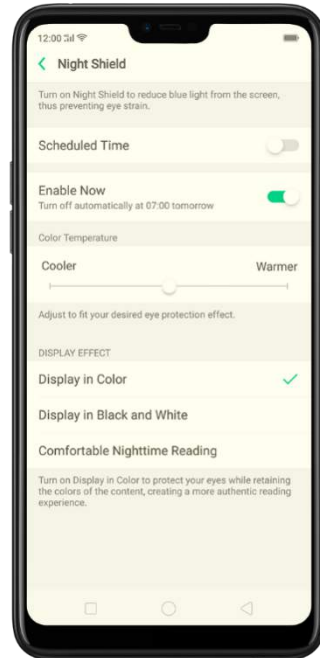 12:00
Night Shield
Turn on Night Shield to reduce blue light from the screen,
thus preventing eye strain.
Scheduled Time
Enable Now
Turn off automatically at 07:00 tomorrow
Color Temperature
Cooler Warmer
Adjust to fit your desired eye protection effect.
DISPLAY EFFECT
Display in Color
Display in Black and White
Comfortable Nighttime Reading
Turn on Display in Color to protect your eyes while retaining
the colors of the content, creating a more authentic reading
experience.